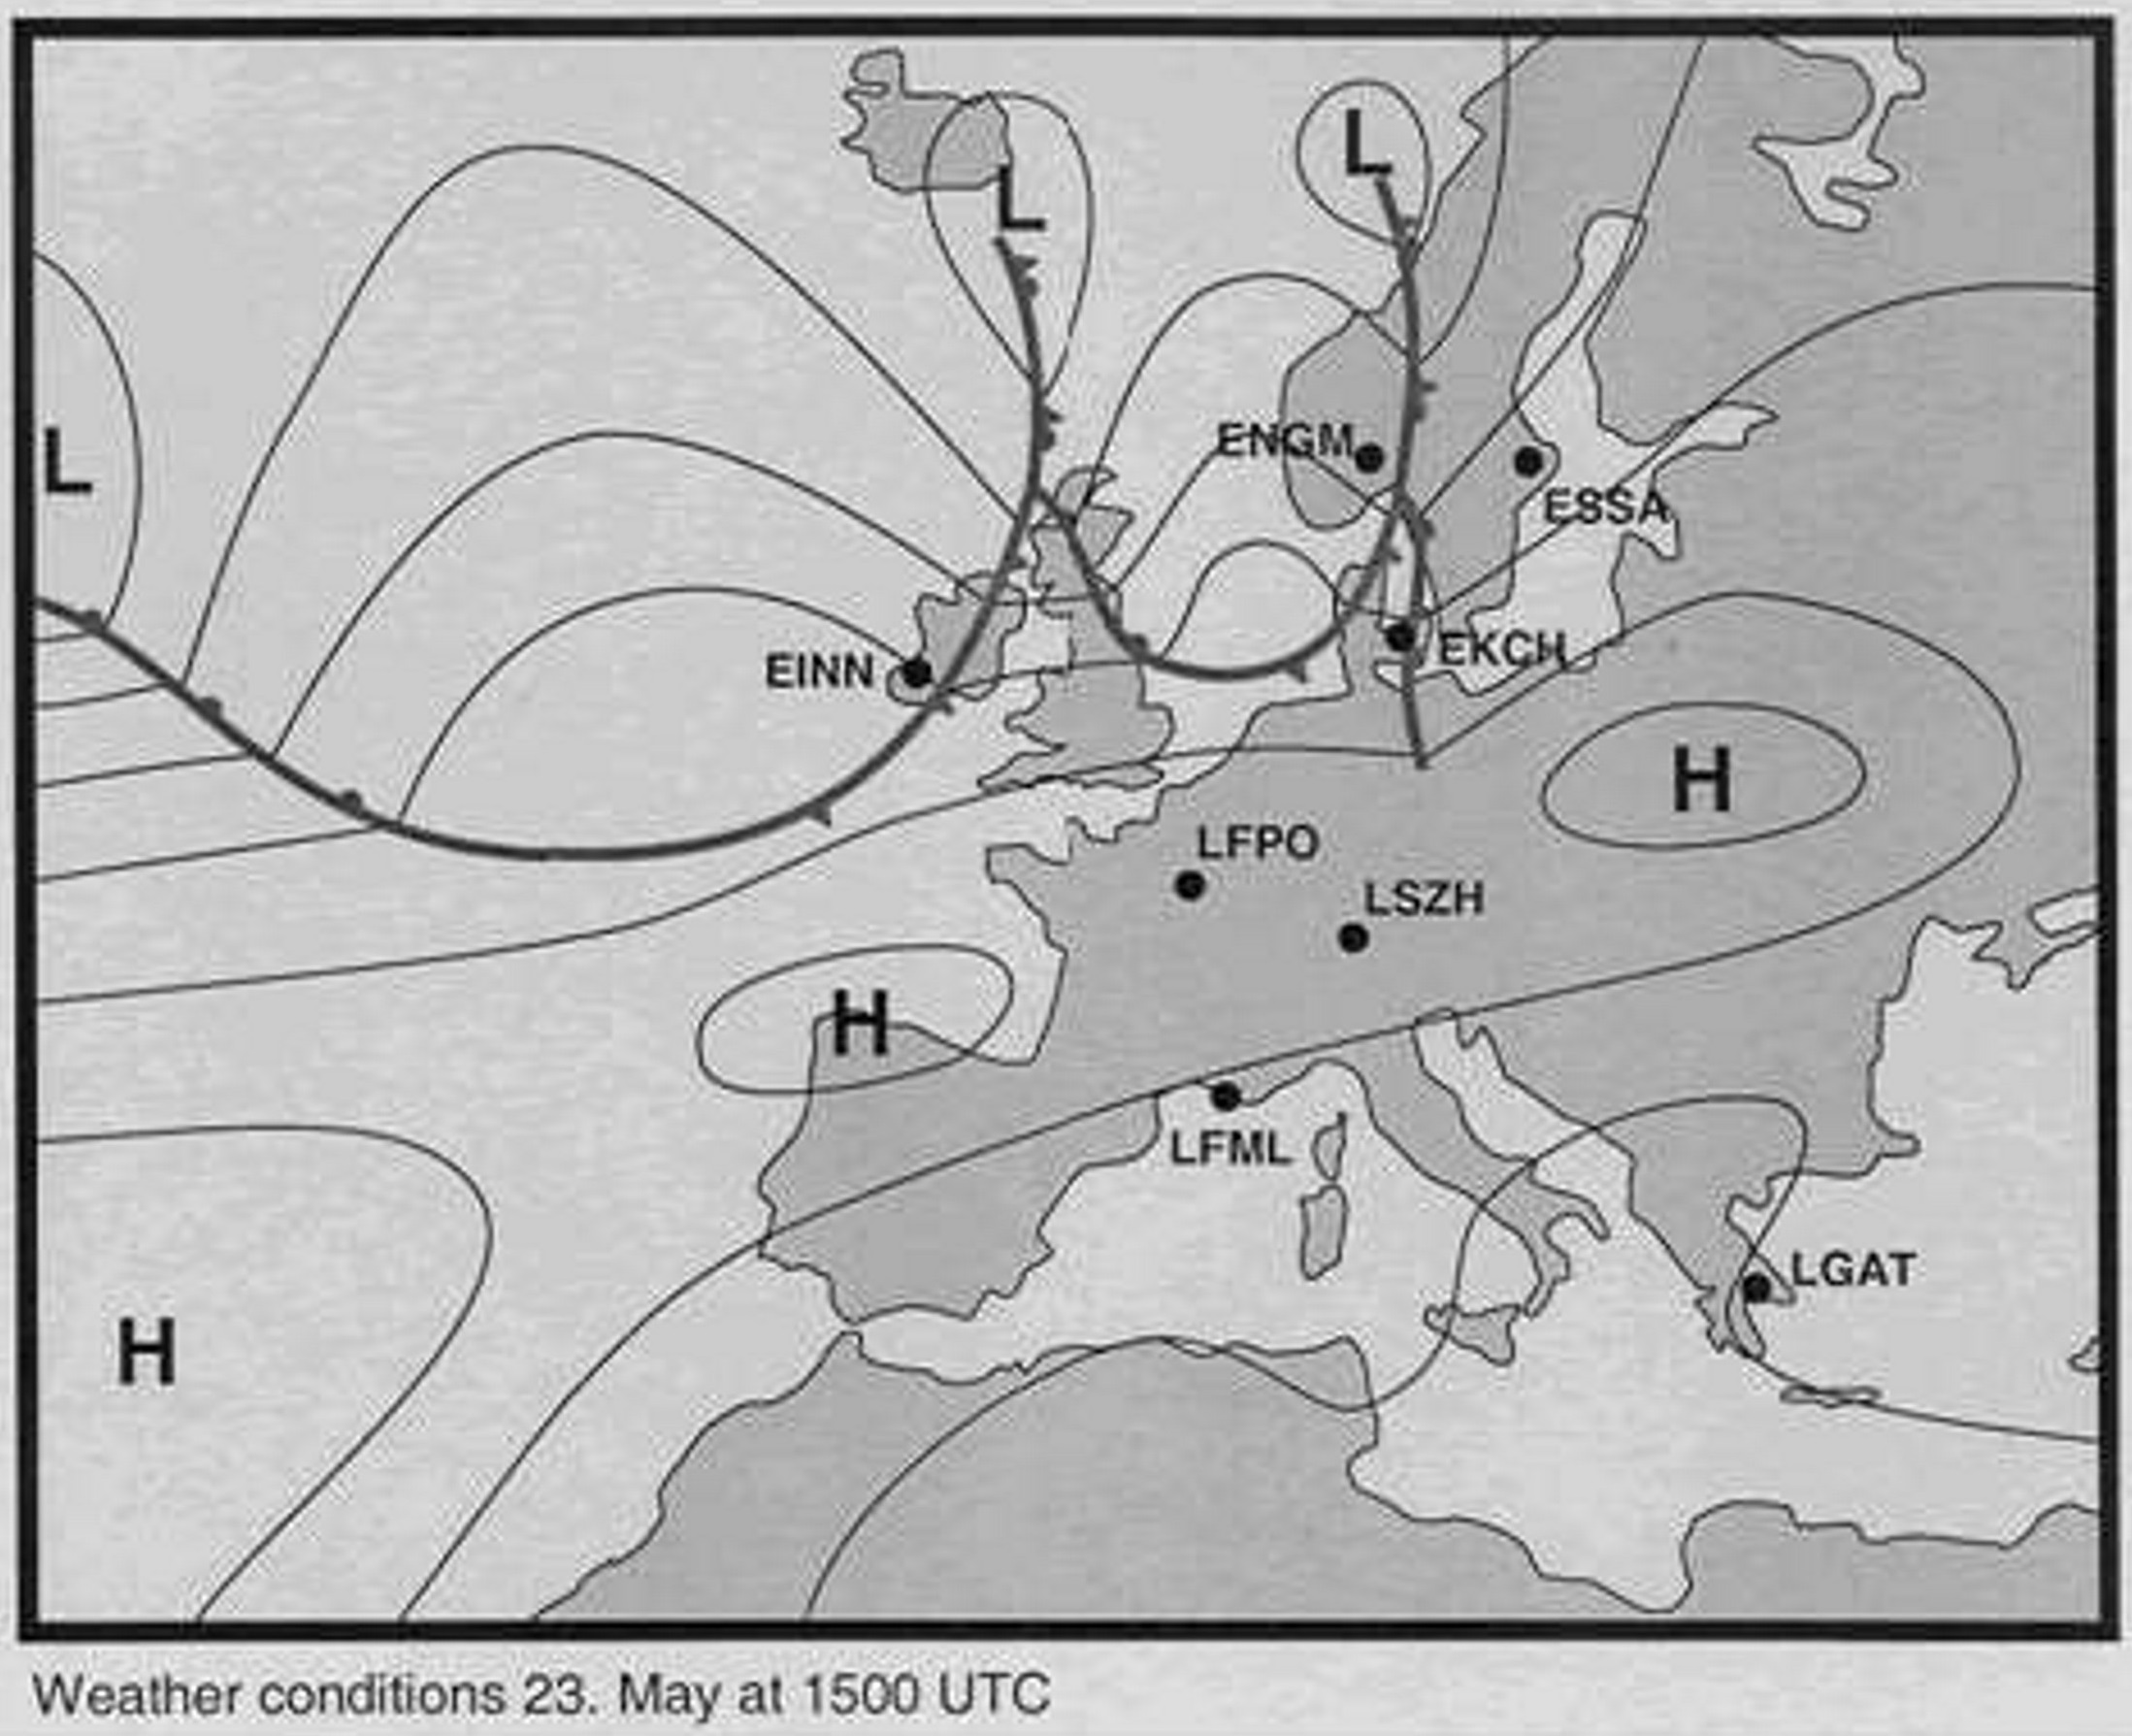 L
L
L
ENGM
ESSA
EINN
EKCH
H
LFPO
LSZH
H
LFML
LGAT
H
Weather conditions 23. May at 1500 UTC